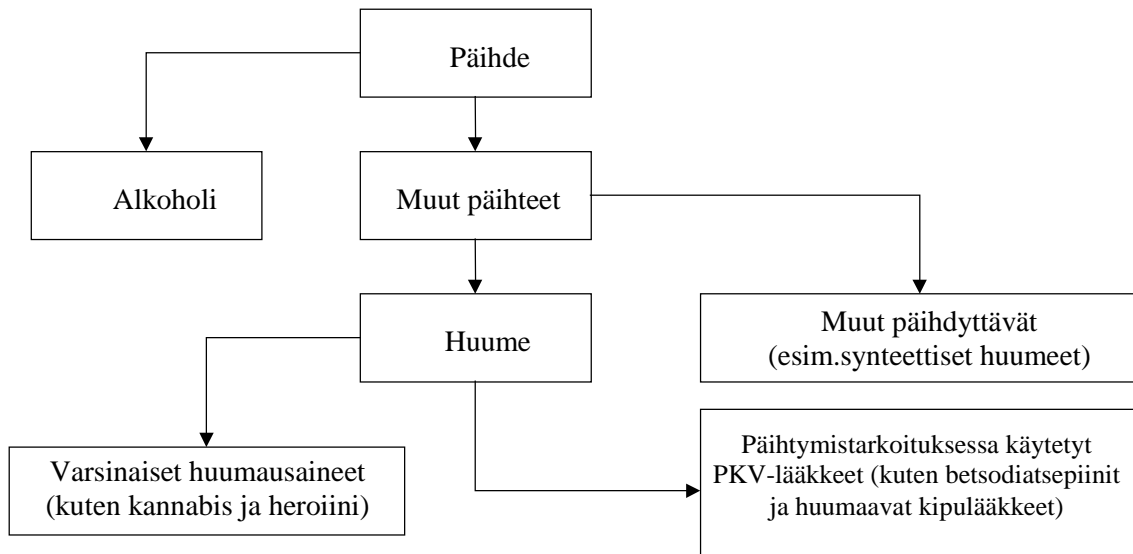 Päihde
Alkoholi
Muut päihteet
Huume
Muut päihdyttävät
(esim.synteettiset huumeet)
Varsinaiset huumausaineet
(kuten kannabis ja heroiini)
Päihtymistarkoituksessa käytetyt
PKV-lääkkeet (kuten betsodiatsepiinit
ja huumaavat kipulääkkeet)